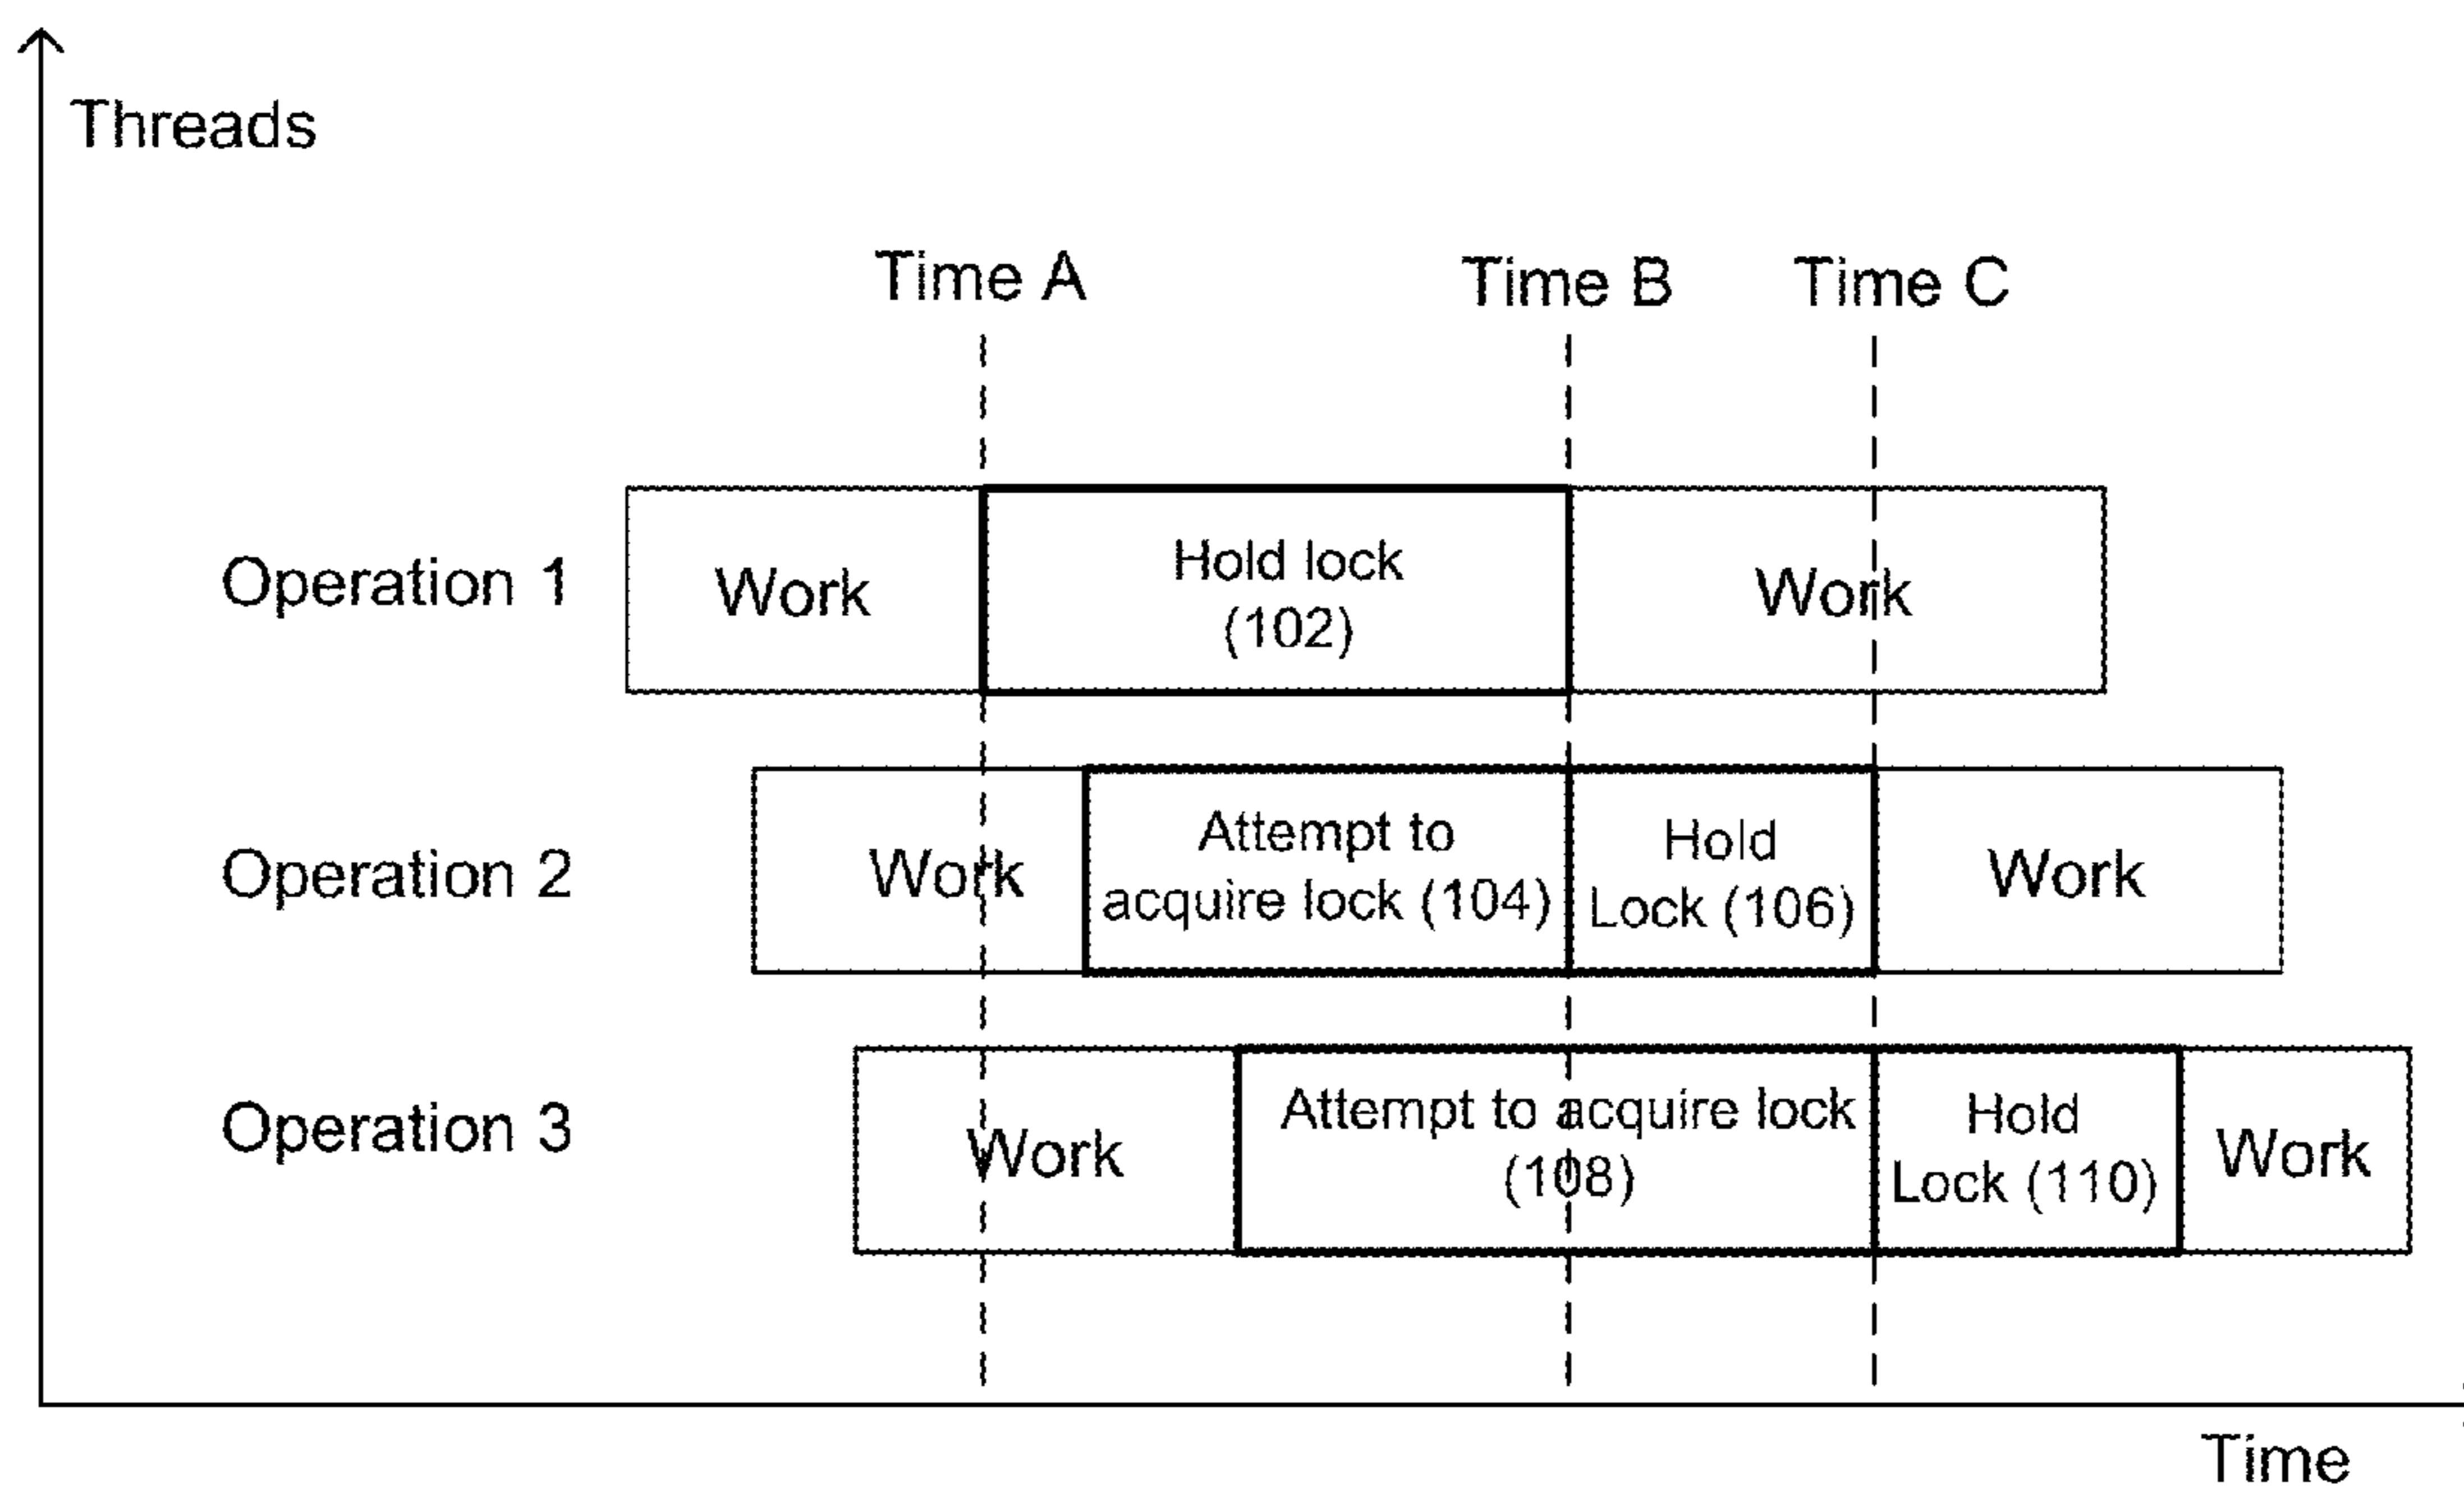 Threads
Time A
Time B
Time C
Operation 1
Work
Hold lock
(102)
Work
Operation 2
Work
Attempt to
acquire lock (104)
Hold
Lock (106)
Work
Operation 3
Work
Attempt to acquire lock
(108)
Hold
Lock (110)
Work
Time